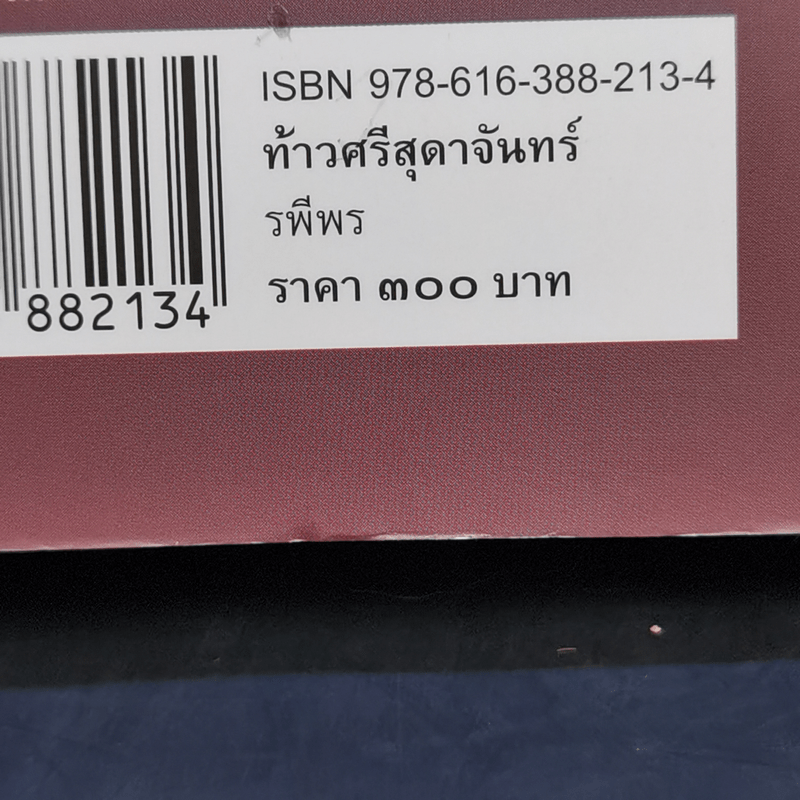 ISBN 978-616-388-213-4
ท้าวศรีสุดาจันทร์
รพีพร
ราคา ๓๐๐ บาท
882134